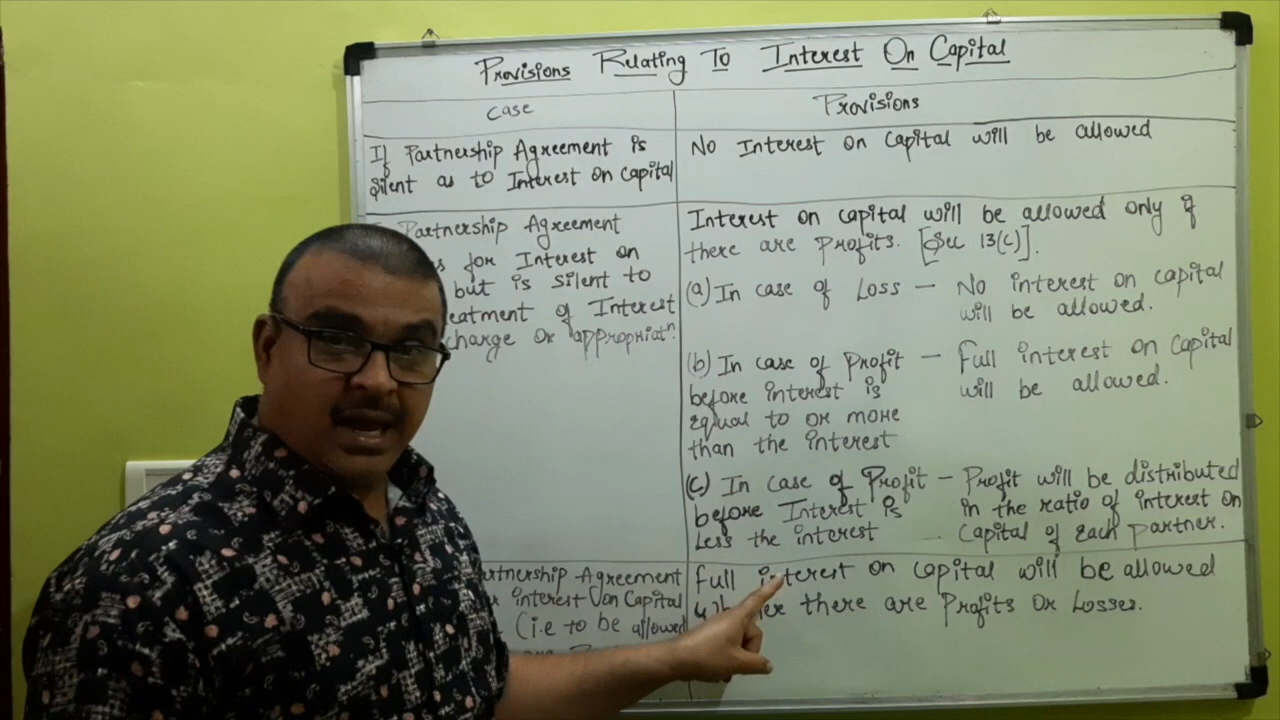 Provisions Relating To Interest On Capital
Case
Provisions
If Partnership Agreement is
silent as to Interest on capital
No Interest on Capital will be allowed
Partnership Agreement
for Interest on
but is silent to
Interest
charge or appropriatⁿ.
Interest on capital will be allowed only if
there are Profits. [Sec 13(c)].
(a) In case of Loss – No interest on capital
will be allowed.
(b) In case of Profit – Full interest on Capital
before interest is will be allowed.
equal to or more
than the interest
(c) In case of Profit – Profit will be distributed
before Interest is in the ratio of interest on
Less the interest Capital of each partner.
Agreement
interest on Capital
(i.e to be allowed
Full interest on capital will be allowed
there are Profits or Losses.